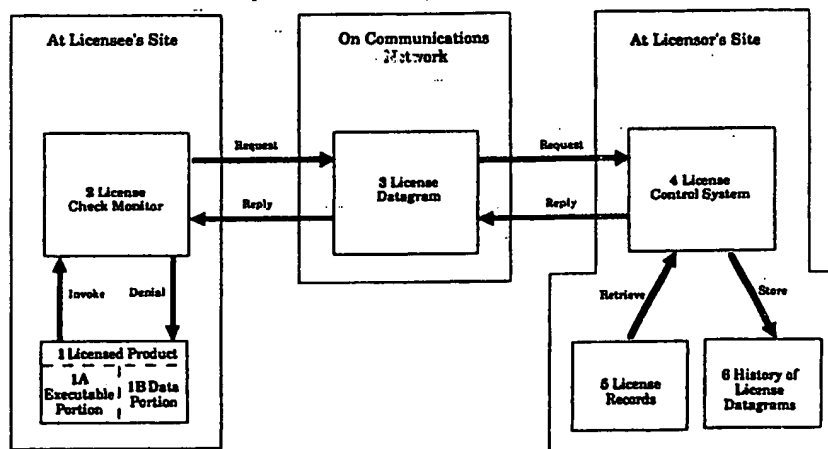 At Licensee's Site
On Communications
Network
At Licensor's Site
Request
Request
2 License
Check Monitor
3 License
Datagram
4 License
Control System
Reply
Reply
Invoke
Denial
Retrieve
Store
1 Licensed Product
1A
Executable
Portion
1B Data
Portion
5 License
Records
6 History of
License
Datagrams